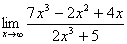 lim x→∞ (7x³ − 2x² + 4x)/(2x³ + 5)